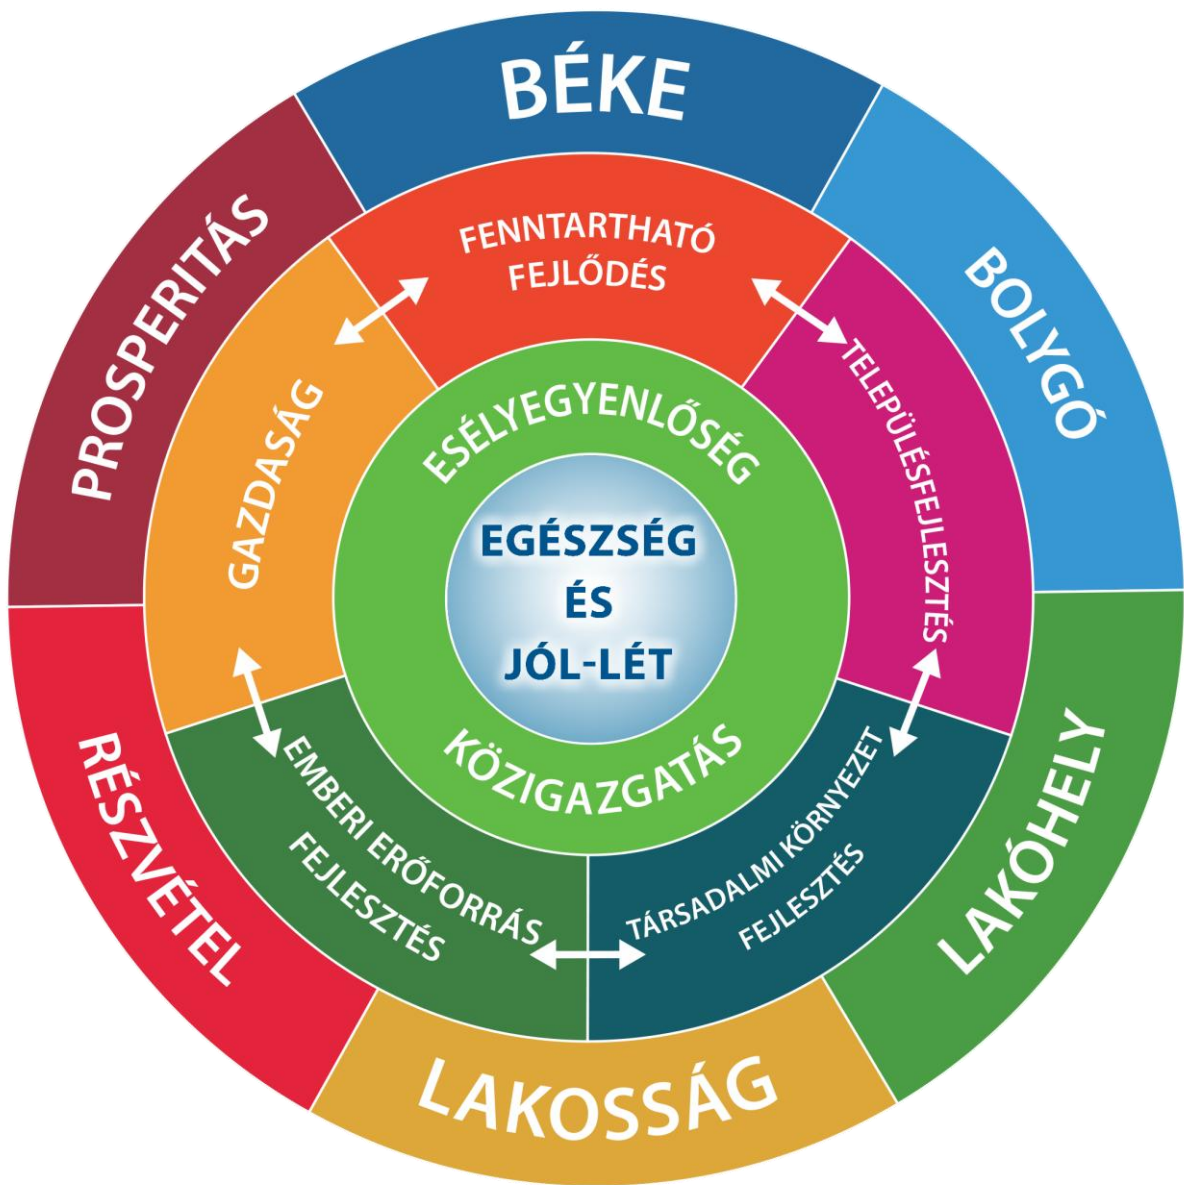 BÉKE
BOLYGÓ
LAKÓHELY
LAKOSSÁG
RÉSZVÉTEL
PROSPERITÁS
FENNTARTHATÓ
FEJLŐDÉS
TELEPÜLÉSFEJLESZTÉS
TÁRSADALMI KÖRNYEZET
FEJLESZTÉS
EMBERI ERŐFORRÁS
FEJLESZTÉS
GAZDASÁG
ESÉLYEGYENLŐSÉG
KÖZIGAZGATÁS
EGÉSZSÉG
ÉS
JÓL-LÉT